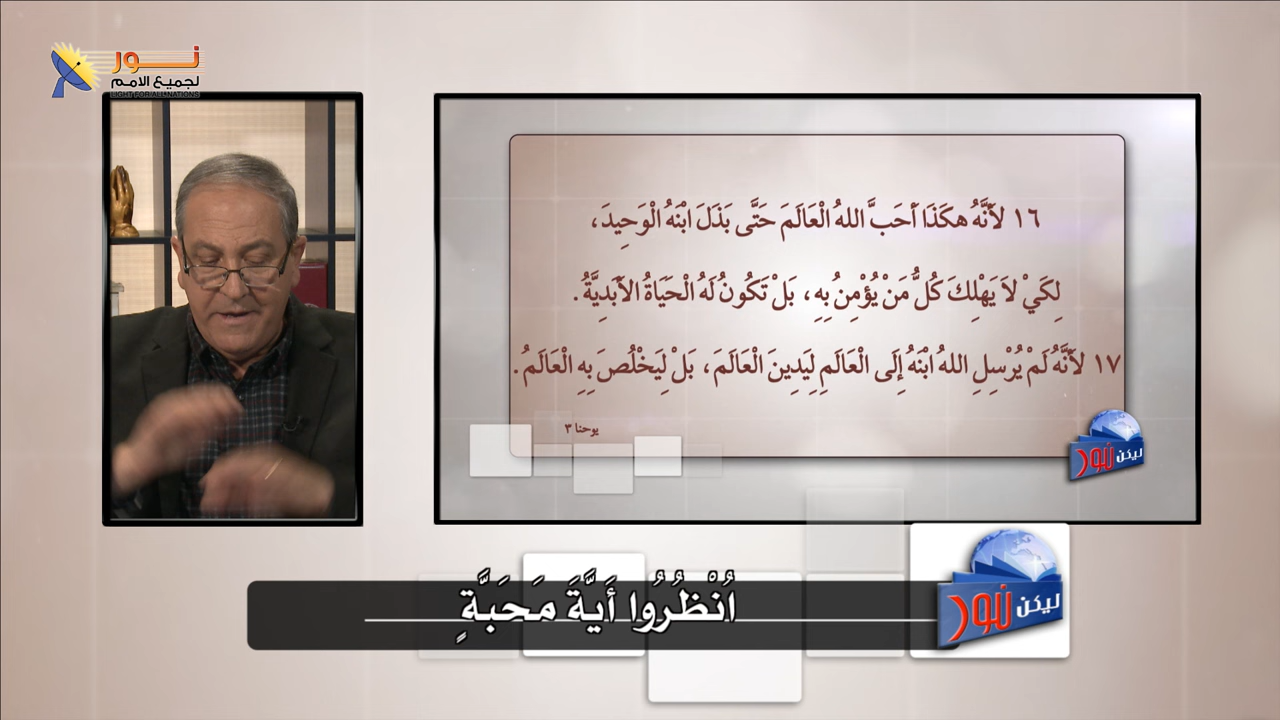 نور
لجميع الامم
LIGHT FOR ALL NATIONS
١٦ لأَنَّهُ هكَذَا أَحَبَّ اللهُ الْعَالَمَ حَتَّى بَذَلَ ابْنَهُ الْوَحِيدَ،
لِكَيْ لاَ يَهْلِكَ كُلُّ مَنْ يُؤْمِنُ بِهِ، بَلْ تَكُونُ لَهُ الْحَيَاةُ الأَبَدِيَّةُ.
١٧ لأَنَّهُ لَمْ يُرْسِلِ اللهُ ابْنَهُ إِلَى الْعَالَمِ لِيَدِينَ الْعَالَمَ، بَلْ لِيَخْلُصَ بِهِ الْعَالَمُ.
يوحنا ٣
ليكن نور
اُنْظُرُوا أَيَّةَ مَحَبَّةٍ
ليكن نور